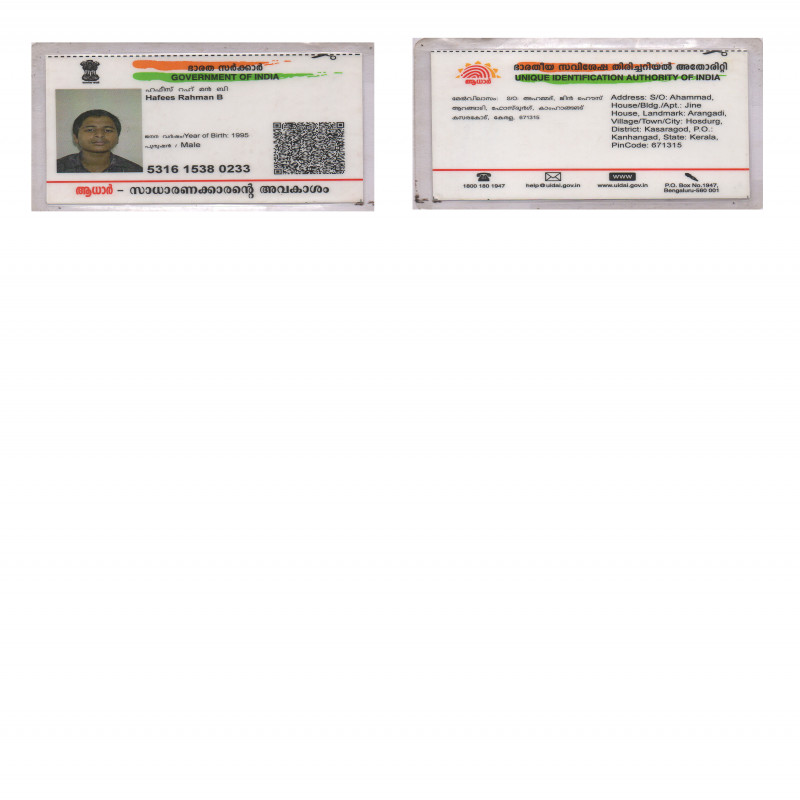 ഭാരത സർക്കാർ
GOVERNMENT OF INDIA
ഹഫീസ് റഹ് മൻ ബി
Hafees Rahman B
ജനന വർഷം/Year of Birth: 1995
പുരുഷൻ / Male
5316 1538 0233
ആധാർ - സാധാരണക്കാരന്റെ അവകാശം
ഭാരതീയ സവിശേഷ തിരിച്ചറിയൽ അതോരിറ്റി
UNIQUE IDENTIFICATION AUTHORITY OF INDIA
ആധാർ
മേൽവിലാസം: S/O അഹമ്മദ്, ജിൻ ഹൌസ്
ആറങ്ങാടി, ഹോസ്ദുർഗ്, കാഞ്ഞങ്ങാട്
കാസറകോട്, കേരള, 671315
Address: S/O: Ahammad,
House/Bldg./Apt.: Jine
House, Landmark: Arangadi,
Village/Town/City: Hosdurg,
District: Kasaragod, P.O.:
Kanhangad, State: Kerala,
PinCode: 671315
1800 180 1947
help@uidai.gov.in
WWW
www.uidai.gov.in
P.O. Box No.1947,
Bengaluru-560 001